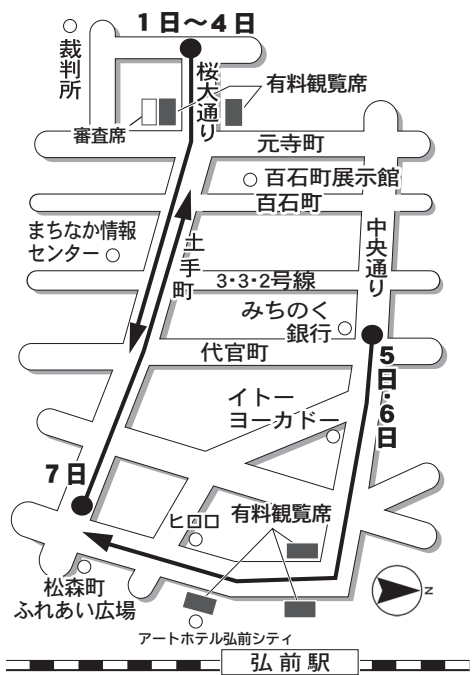 1日〜4日
裁判所
桜大通り
有料観覧席
審査席
元寺町
百石町展示館
百石町
まちなか情報
センター
土手町
中央通り
3・3・2号線
みちのく
銀行
代官町
5日・6日
イトー
ヨーカドー
7日
ヒロロ
有料観覧席
松森町
ふれあい広場
N
アートホテル弘前シティ
弘前駅